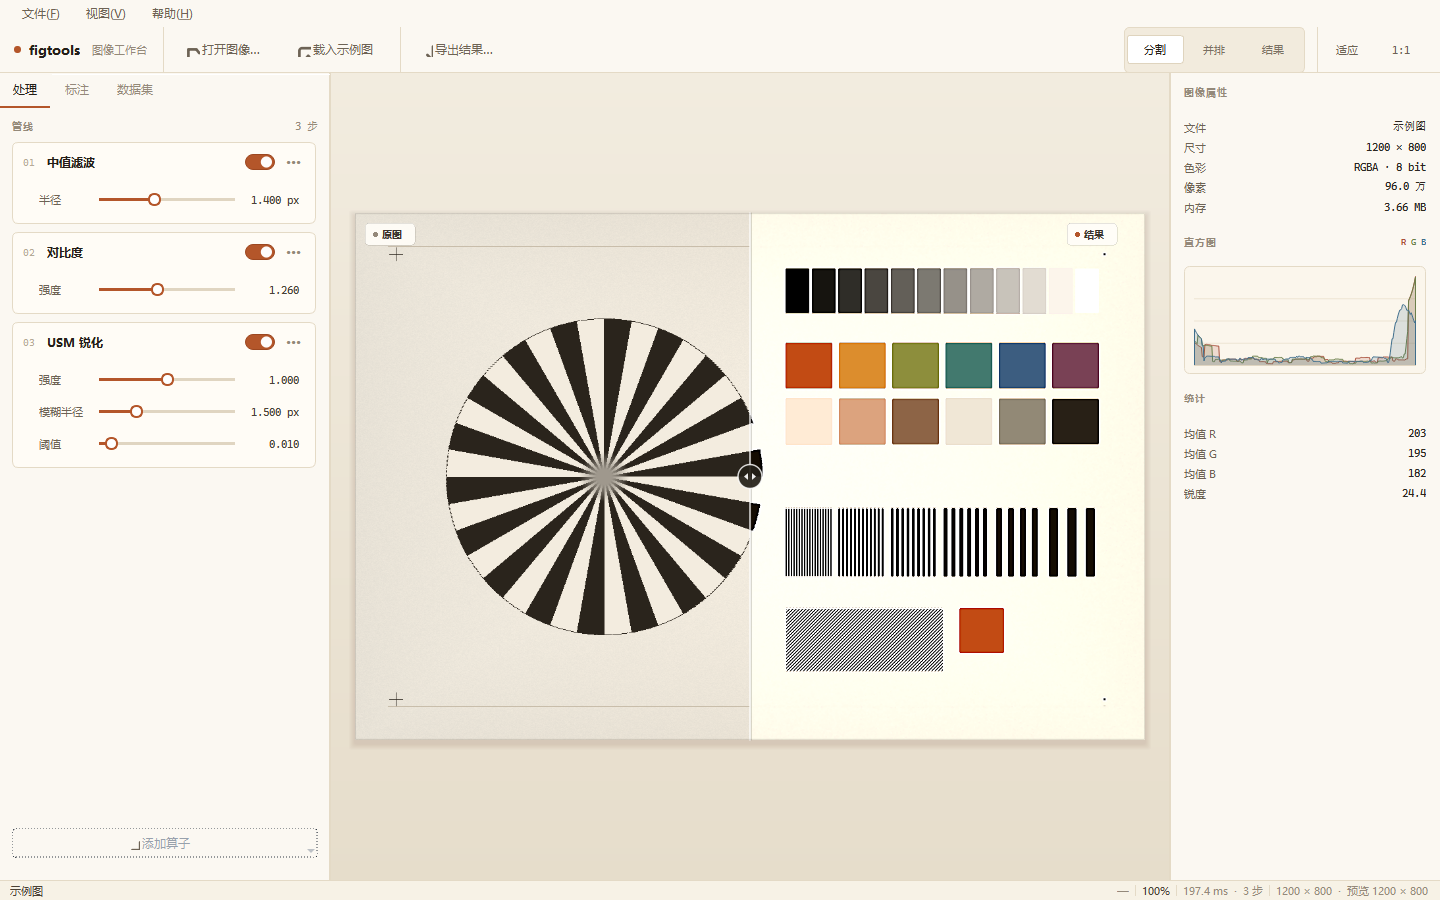 文件(F) 视图(V) 帮助(H)
figtools 图像工作台 打开图像... 载入示例图 导出结果... 分割 并排 结果 适应 1:1
处理 标注 数据集
管线 3 步
01 中值滤波
半径 1.400 px
02 对比度
强度 1.260
03 USM 锐化
强度 1.000
模糊半径 1.500 px
阈值 0.010
添加算子
原图
结果
图像属性
文件 示例图
尺寸 1200 × 800
色彩 RGBA · 8 bit
像素 96.0 万
内存 3.66 MB
直方图 R G B
统计
均值 R 203
均值 G 195
均值 B 182
锐度 24.4
示例图 — 100% 197.4 ms · 3 步 1200 × 800 · 预览 1200 × 800